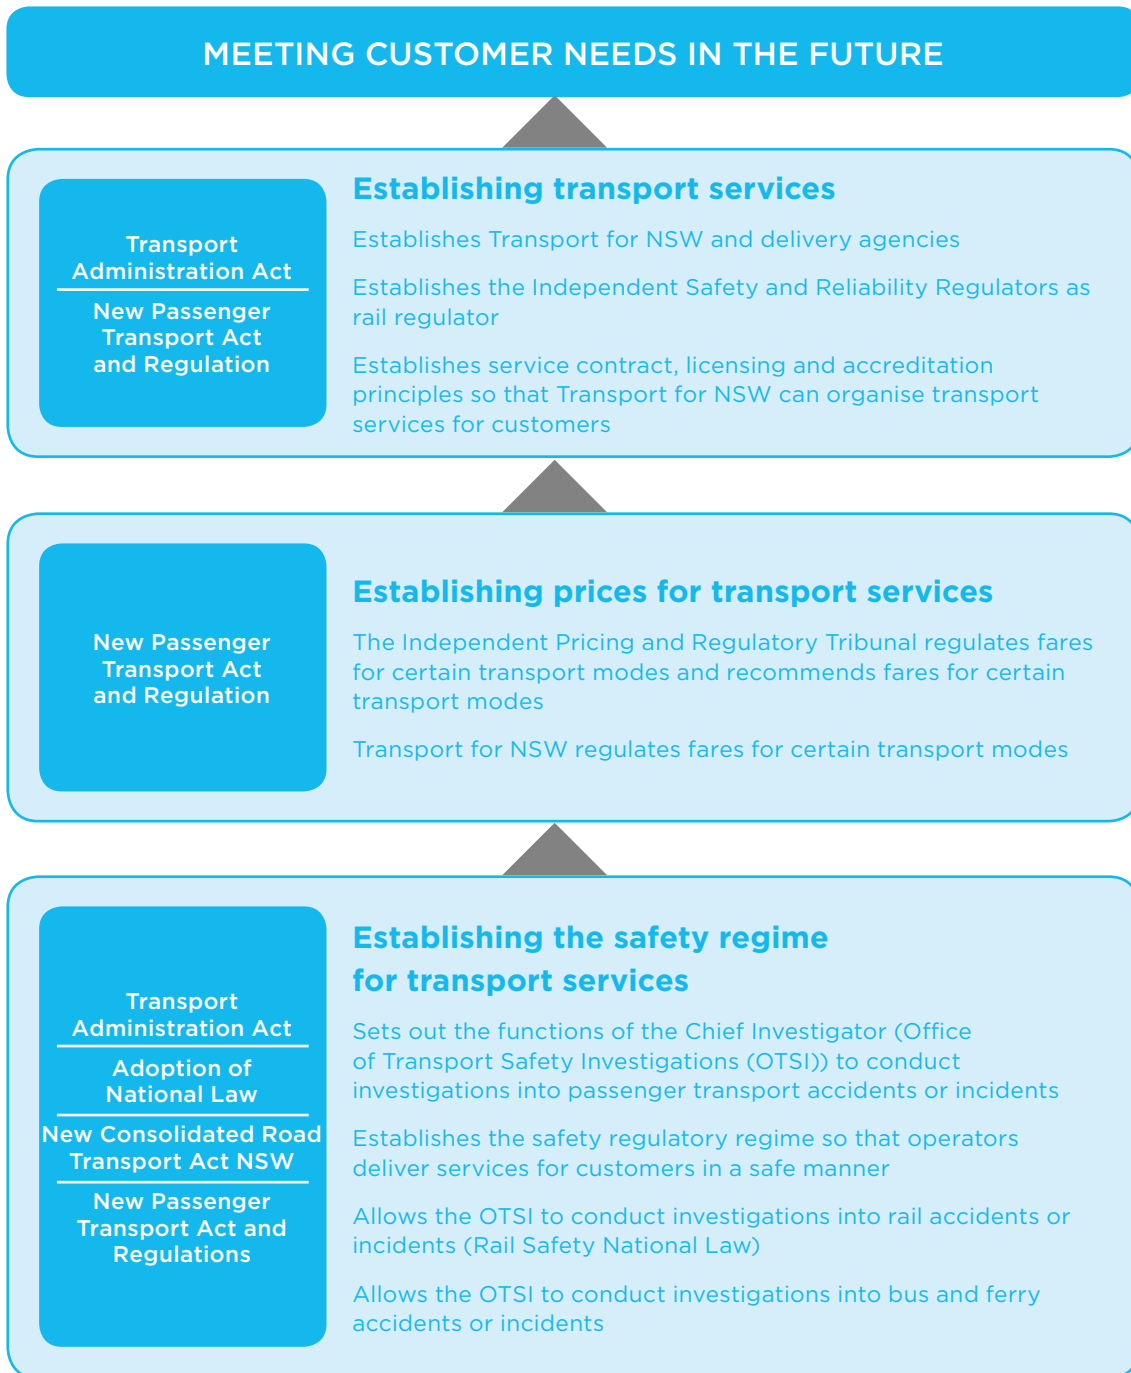 MEETING CUSTOMER NEEDS IN THE FUTURE
Transport
Administration Act
New Passenger
Transport Act
and Regulation
Establishing transport services
Establishes Transport for NSW and delivery agencies
Establishes the Independent Safety and Reliability Regulators as
rail regulator
Establishes service contract, licensing and accreditation
principles so that Transport for NSW can organise transport
services for customers
New Passenger
Transport Act
and Regulation
Establishing prices for transport services
The Independent Pricing and Regulatory Tribunal regulates fares
for certain transport modes and recommends fares for certain
transport modes
Transport for NSW regulates fares for certain transport modes
Transport
Administration Act
Adoption of
National Law
New Consolidated Road
Transport Act NSW
New Passenger
Transport Act and
Regulations
Establishing the safety regime
for transport services
Sets out the functions of the Chief Investigator (Office
of Transport Safety Investigations (OTSI)) to conduct
investigations into passenger transport accidents or incidents
Establishes the safety regulatory regime so that operators
deliver services for customers in a safe manner
Allows the OTSI to conduct investigations into rail accidents or
incidents (Rail Safety National Law)
Allows the OTSI to conduct investigations into bus and ferry
accidents or incidents